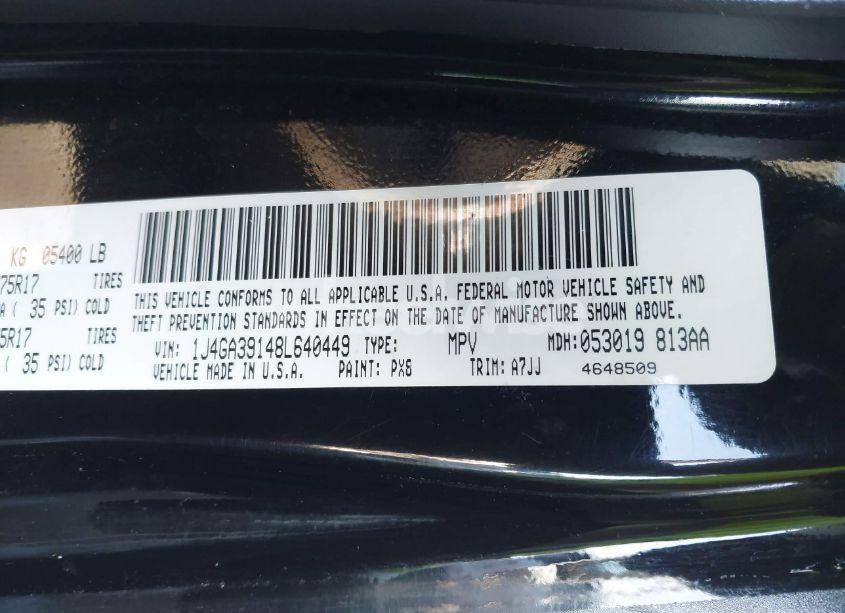 KG 05400 LB
75R17 TIRES
A ( 35 PSI) COLD
5R17 TIRES
( 35 PSI) COLD
THIS VEHICLE CONFORMS TO ALL APPLICABLE U.S.A. FEDERAL MOTOR VEHICLE SAFETY AND
THEFT PREVENTION STANDARDS IN EFFECT ON THE DATE OF MANUFACTURE SHOWN ABOVE.
VIN: 1J4GA39148L640449 TYPE: MPV MDH: 053019 813AA
VEHICLE MADE IN U.S.A. PAINT: PX8 TRIM: A7JJ 4648509